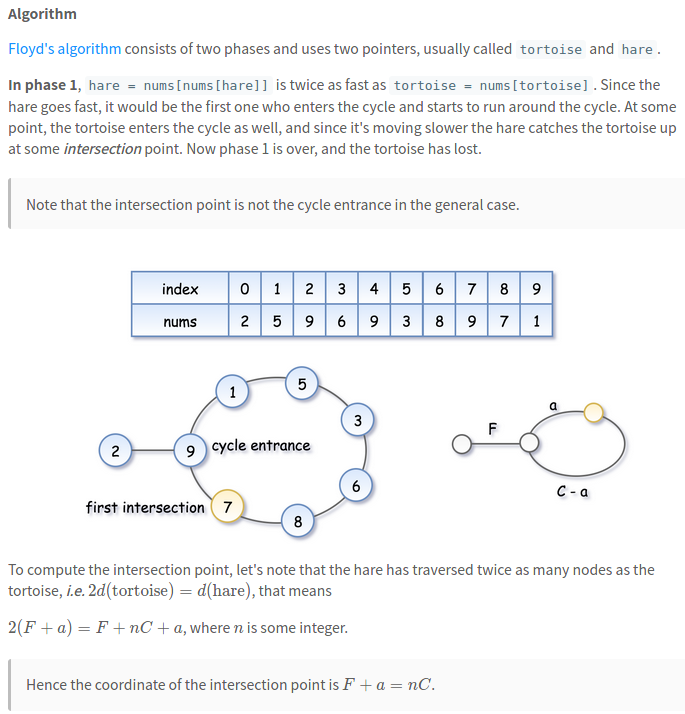 Algorithm
Floyd's algorithm consists of two phases and uses two pointers, usually called tortoise and hare .
In phase 1, hare = nums[nums[hare]] is twice as fast as tortoise = nums[tortoise] . Since the
hare goes fast, it would be the first one who enters the cycle and starts to run around the cycle. At some
point, the tortoise enters the cycle as well, and since it's moving slower the hare catches the tortoise up
at some intersection point. Now phase 1 is over, and the tortoise has lost.
Note that the intersection point is not the cycle entrance in the general case.
index 0 1 2 3 4 5 6 7 8 9
nums 2 5 9 6 9 3 8 9 7 1
1
5
3
2
9
cycle entrance
6
first intersection
7
8
F
a
C - a
To compute the intersection point, let's note that the hare has traversed twice as many nodes as the
tortoise, i.e. 2d(tortoise) = d(hare), that means
2(F + a) = F + nC + a, where n is some integer.
Hence the coordinate of the intersection point is F + a = nC.